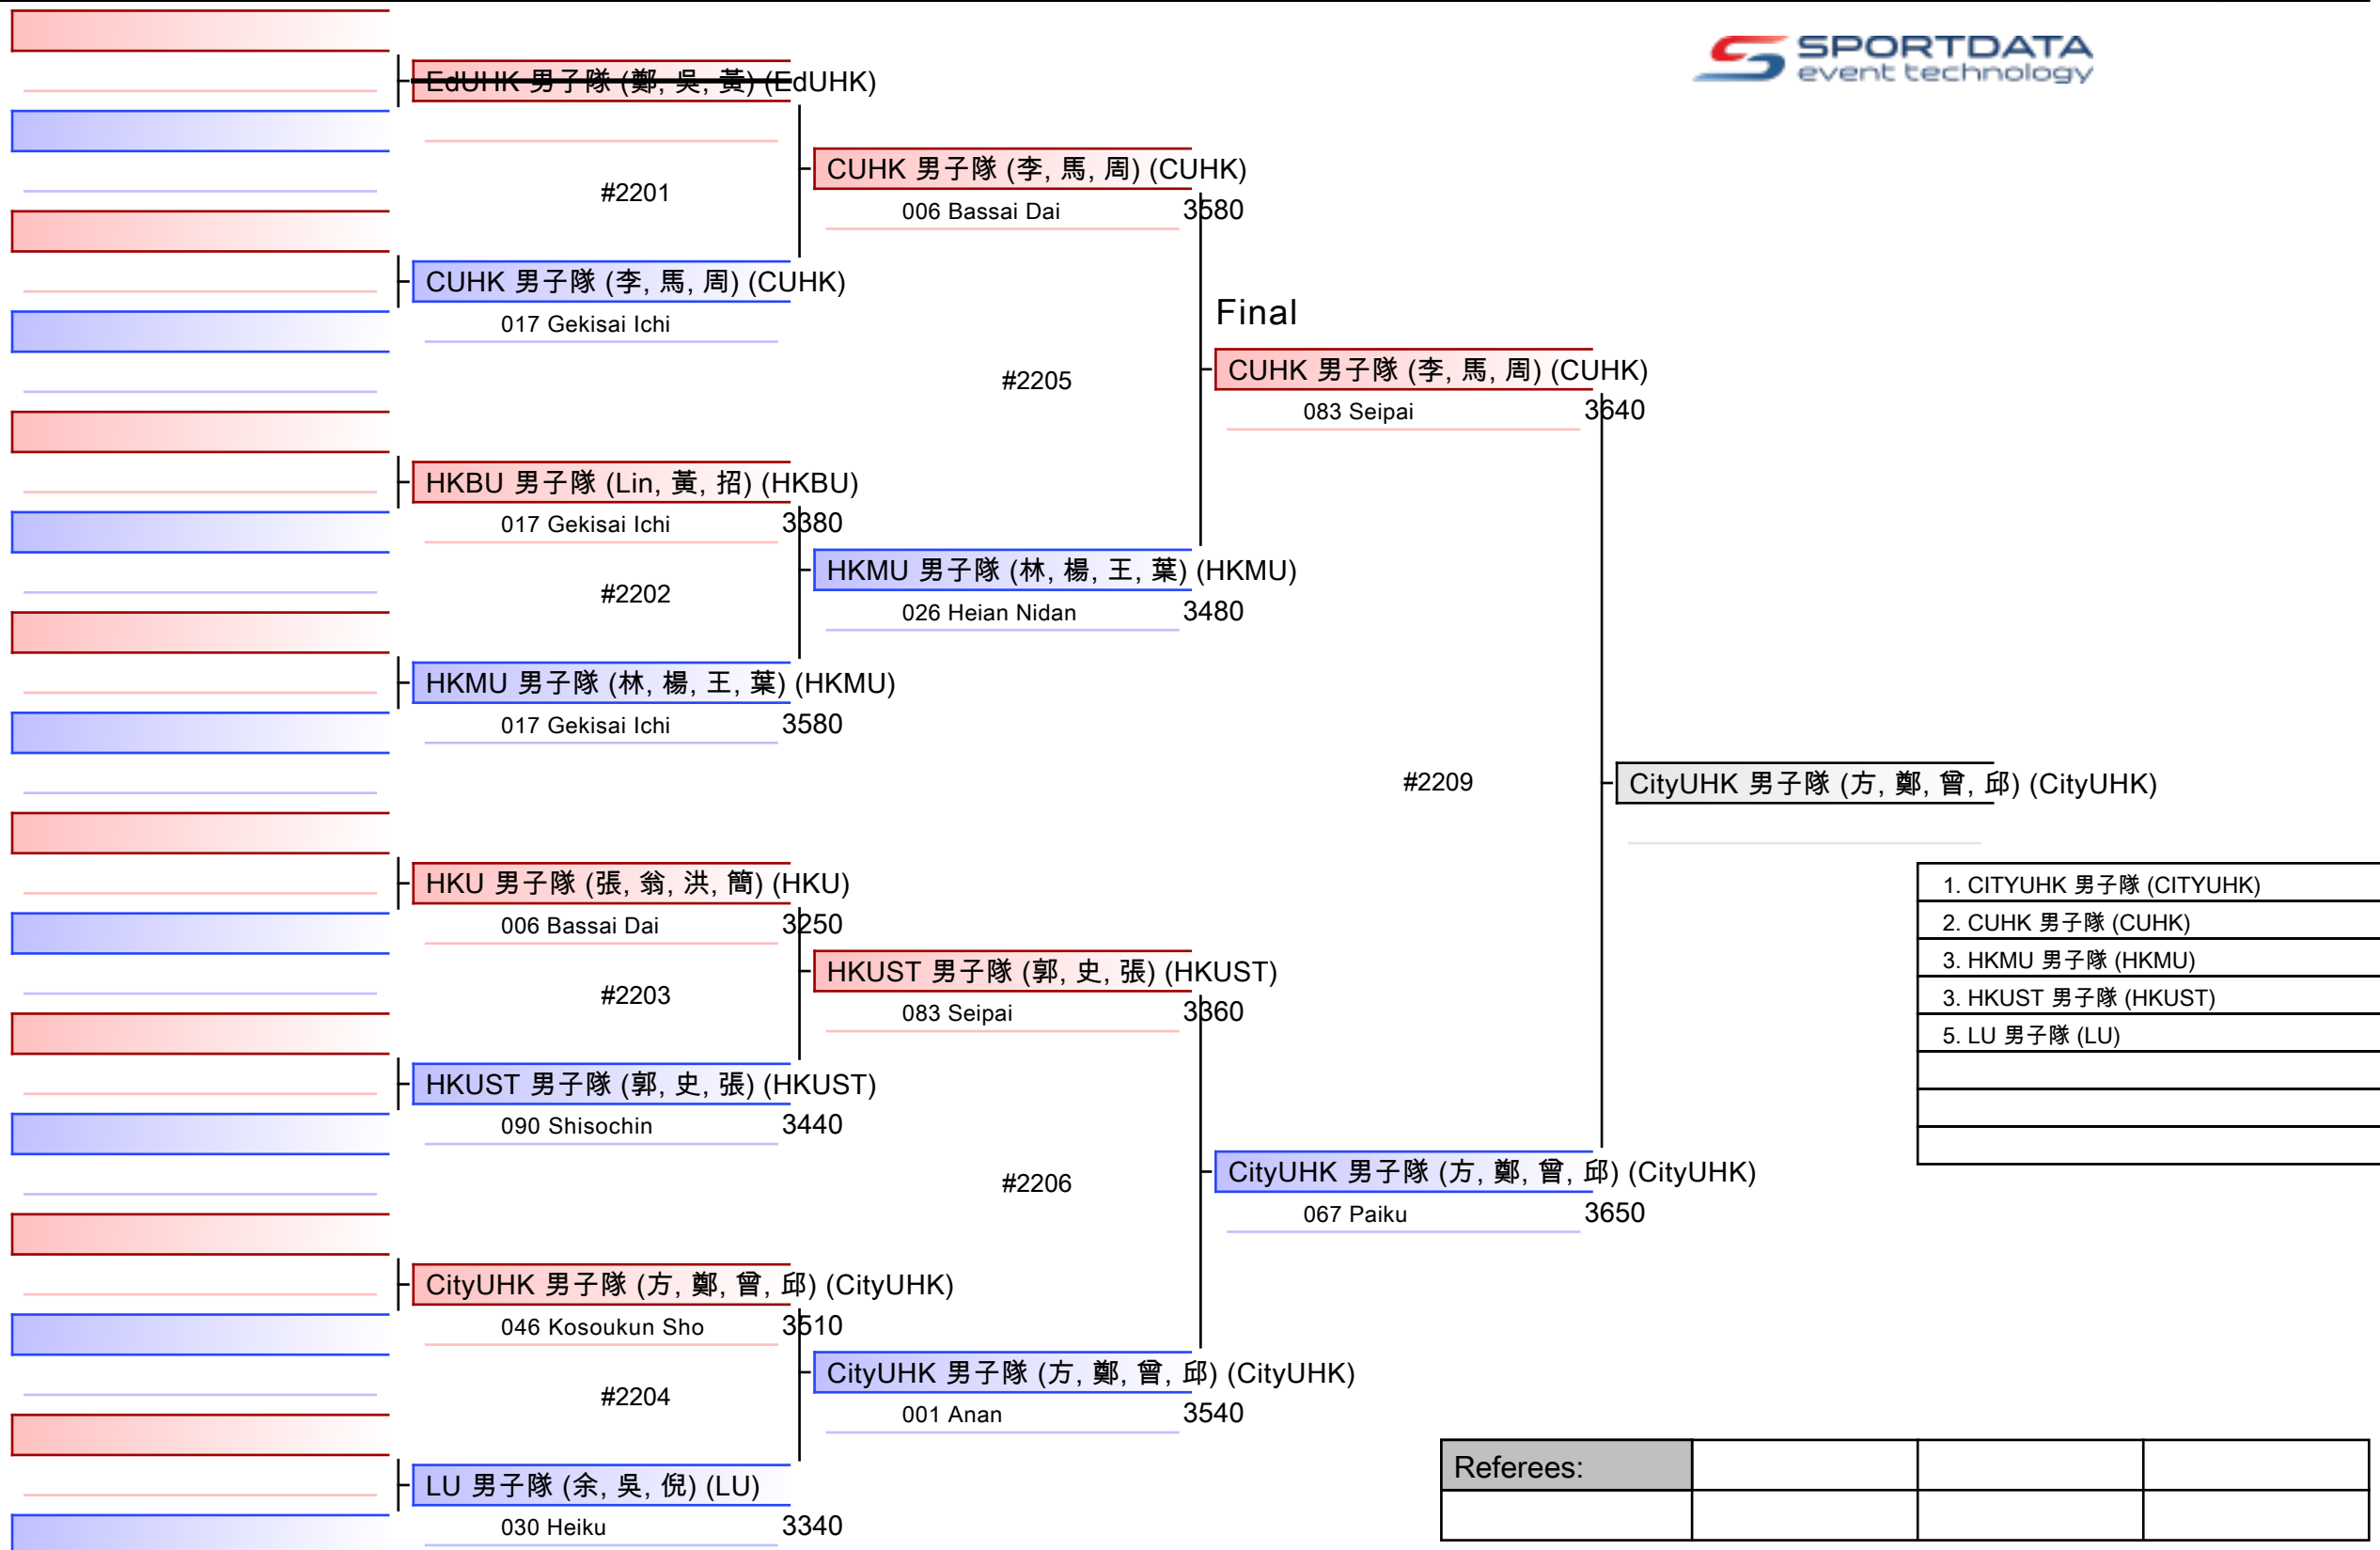 SPORTDATA
event technology
EdUHK 男子隊 (鄭, 吳, 黃) (EdUHK)
#2201
CUHK 男子隊 (李, 馬, 周) (CUHK)
017 Gekisai Ichi
HKBU 男子隊 (Lin, 黃, 招) (HKBU)
017 Gekisai Ichi 3380
#2202
HKMU 男子隊 (林, 楊, 王, 葉) (HKMU)
017 Gekisai Ichi 3580
HKU 男子隊 (張, 翁, 洪, 簡) (HKU)
006 Bassai Dai 3250
#2203
HKUST 男子隊 (郭, 史, 張) (HKUST)
090 Shisochin 3440
CityUHK 男子隊 (方, 鄭, 曾, 邱) (CityUHK)
046 Kosoukun Sho 3510
#2204
LU 男子隊 (余, 吳, 倪) (LU)
030 Heiku 3340
CUHK 男子隊 (李, 馬, 周) (CUHK)
006 Bassai Dai 3580
#2205
HKMU 男子隊 (林, 楊, 王, 葉) (HKMU)
026 Heian Nidan 3480
HKUST 男子隊 (郭, 史, 張) (HKUST)
083 Seipai 3360
#2206
CityUHK 男子隊 (方, 鄭, 曾, 邱) (CityUHK)
001 Anan 3540
Final
CUHK 男子隊 (李, 馬, 周) (CUHK)
083 Seipai 3640
#2209
CityUHK 男子隊 (方, 鄭, 曾, 邱) (CityUHK)
067 Paiku 3650
CityUHK 男子隊 (方, 鄭, 曾, 邱) (CityUHK)
1. CITYUHK 男子隊 (CITYUHK)
2. CUHK 男子隊 (CUHK)
3. HKMU 男子隊 (HKMU)
3. HKUST 男子隊 (HKUST)
5. LU 男子隊 (LU)
Referees: